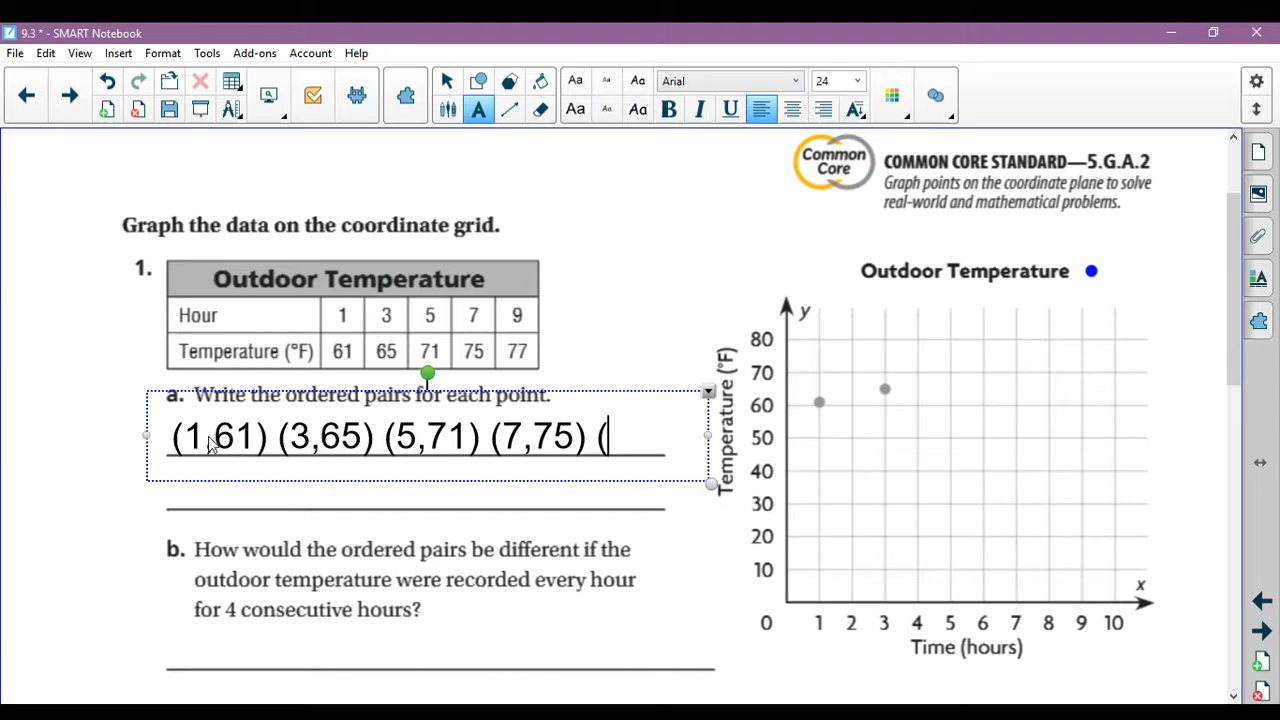 9.3 * - SMART Notebook
File Edit View Insert Format Tools Add-ons Account Help
Aa Aa Aa Arial 24
A Aa Aa Aa B I U A
Common Core
COMMON CORE STANDARD—5.G.A.2
Graph points on the coordinate plane to solve
real-world and mathematical problems.
Graph the data on the coordinate grid.
1.
Outdoor Temperature
Hour 1 3 5 7 9
Temperature (°F) 61 65 71 75 77
a. Write the ordered pairs for each point.
(1,61) (3,65) (5,71) (7,75) (
b. How would the ordered pairs be different if the
outdoor temperature were recorded every hour
for 4 consecutive hours?
Outdoor Temperature
y
Temperature (°F)
80
70
60
50
40
30
20
10
x
0 1 2 3 4 5 6 7 8 9 10
Time (hours)